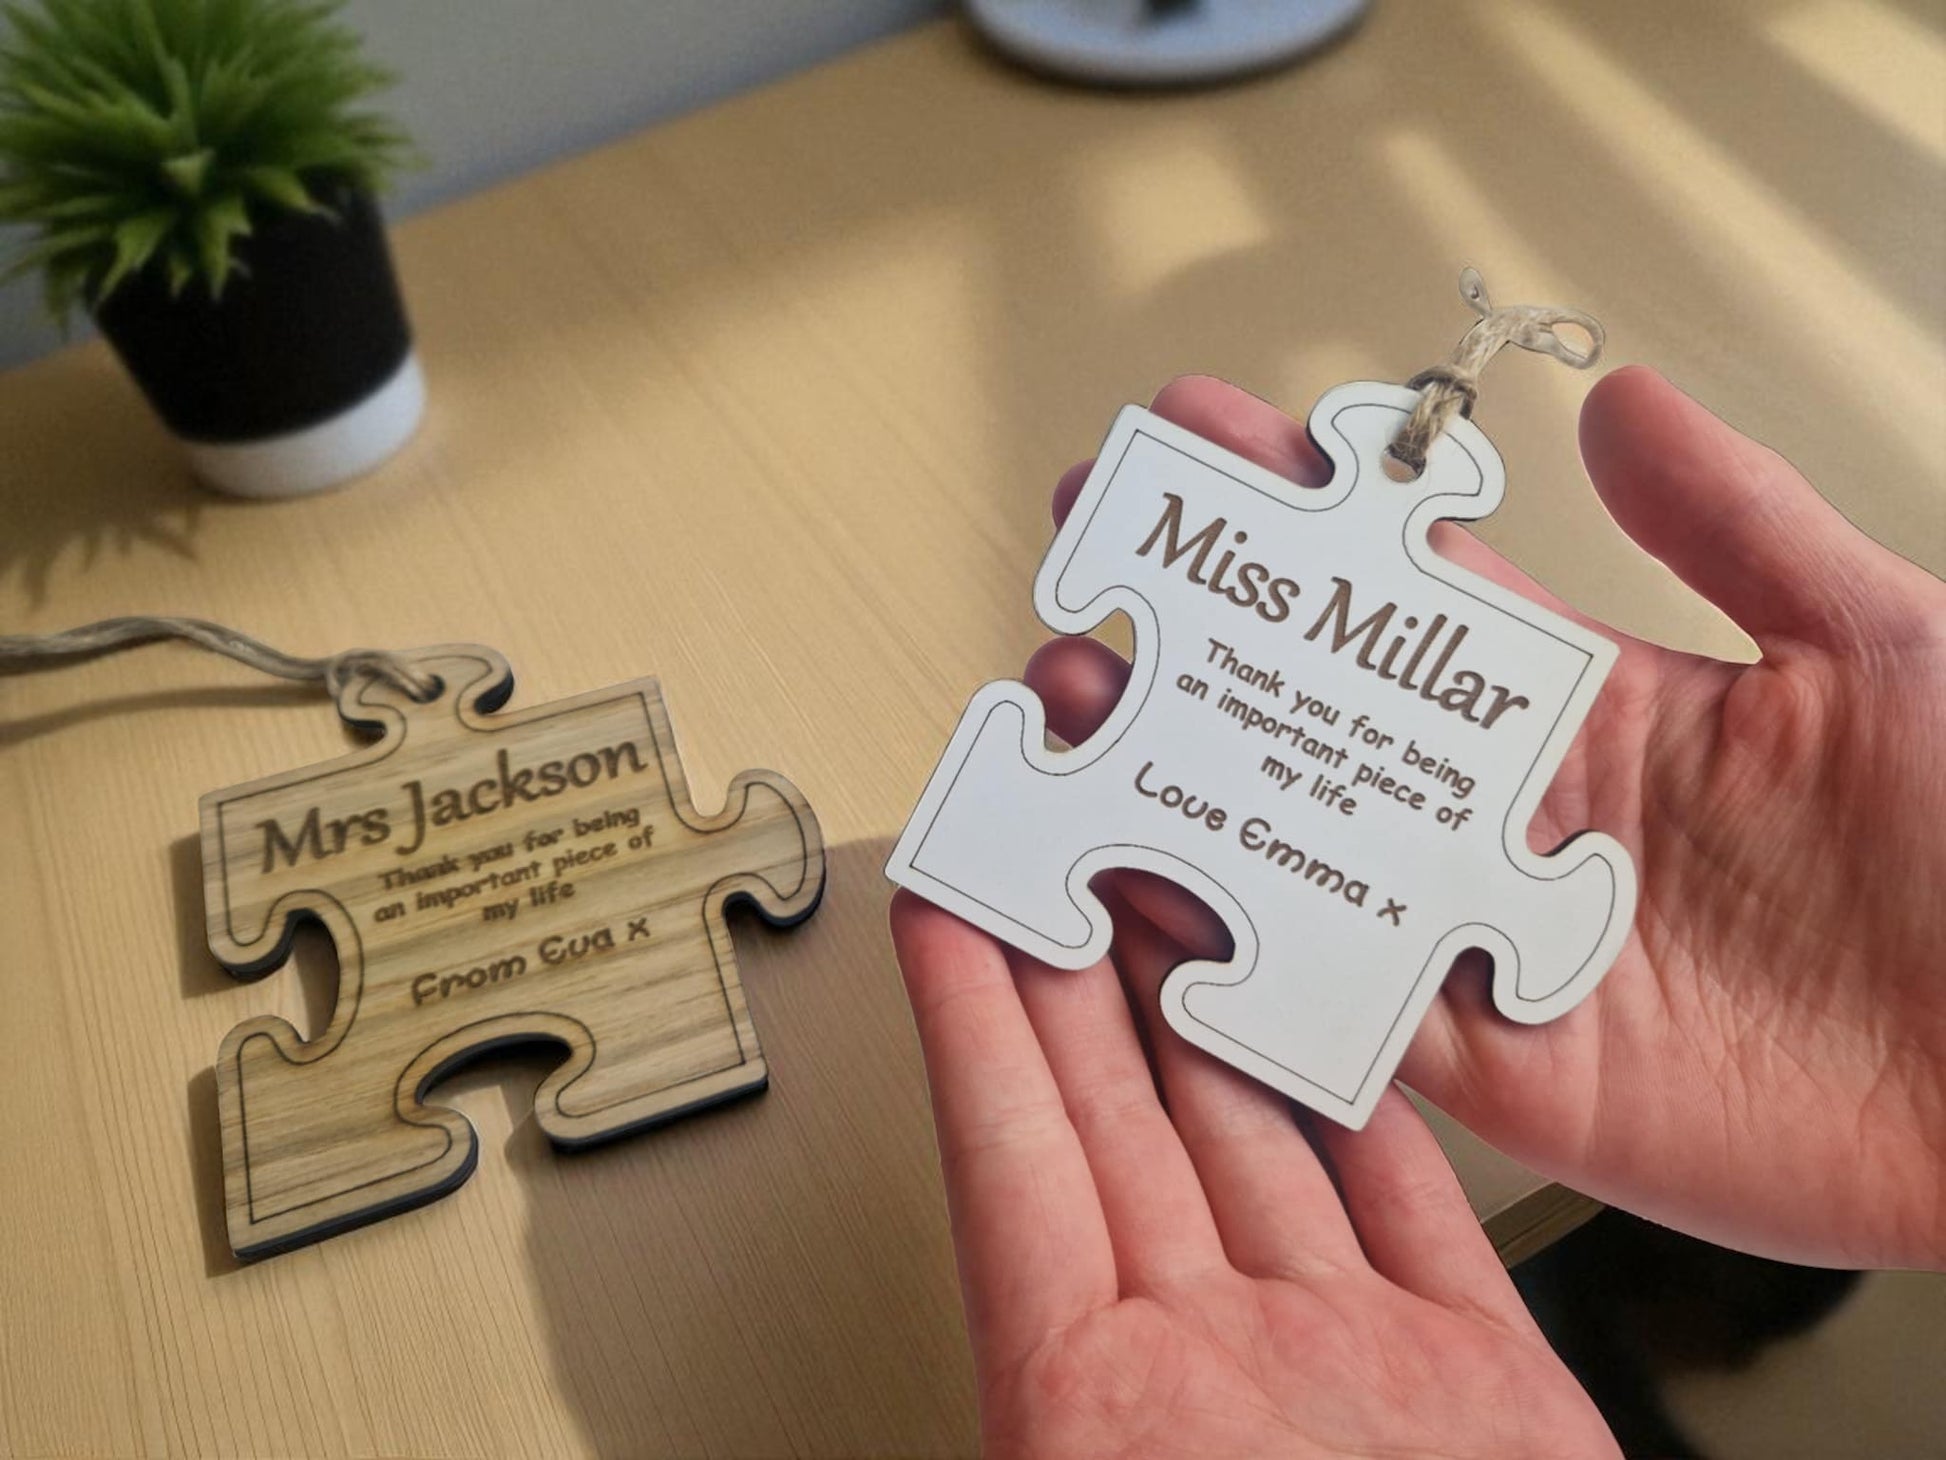 Mrs Jackson
Thank you for being
an important piece of
my life
From Eva x
Miss Millar
Thank you for being
an important piece of
my life
Love Emma x